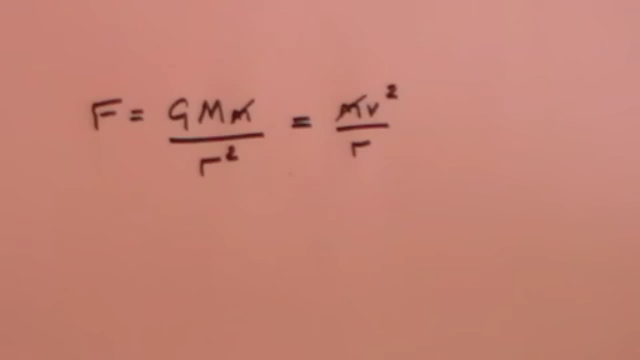 F = GMm/r² = mv²/r